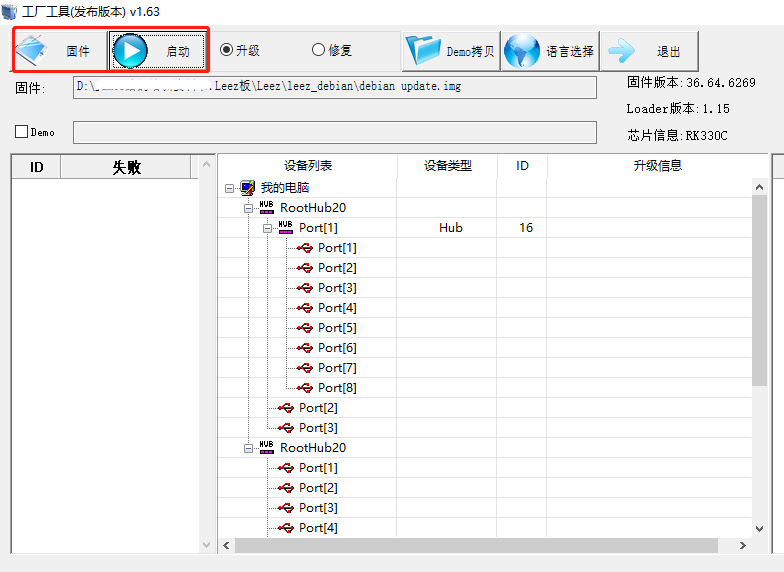 工厂工具(发布版本) v1.63
固件 启动 升级 修复 Demo拷贝 语言选择 退出
固件: Leez板\Leez\leez_debian\debian update.img 固件版本:36.64.6269
Loader版本:1.15
Demo 芯片信息:RK330C
ID 失败 设备列表 设备类型 ID 升级信息
我的电脑
HUB RootHub20
HUB Port[1] Hub 16
Port[1]
Port[2]
Port[3]
Port[4]
Port[5]
Port[6]
Port[7]
Port[8]
Port[2]
Port[3]
HUB RootHub20
Port[1]
Port[2]
Port[3]
Port[4]